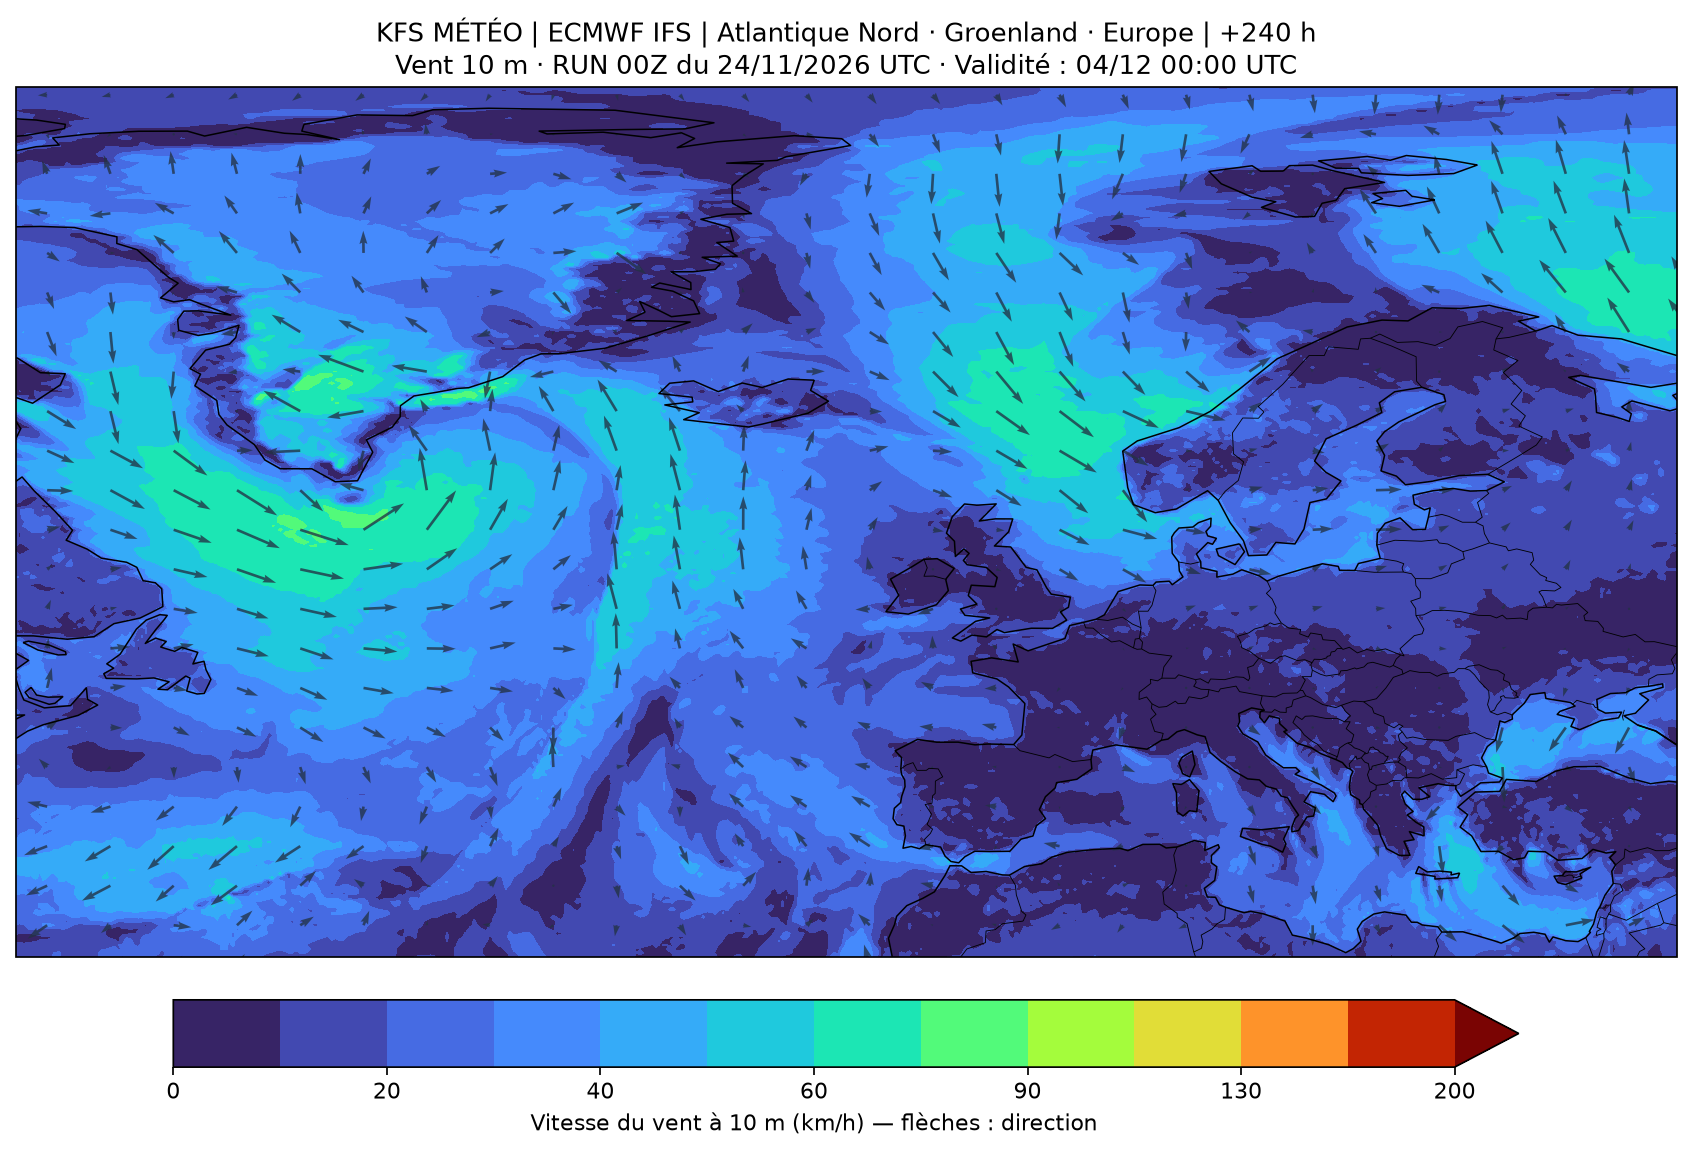 KFS MÉTÉO | ECMWF IFS | Atlantique Nord · Groenland · Europe | +240 h
Vent 10 m · RUN 00Z du 24/11/2026 UTC · Validité : 04/12 00:00 UTC
0 20 40 60 90 130 200
Vitesse du vent à 10 m (km/h) — flèches : direction